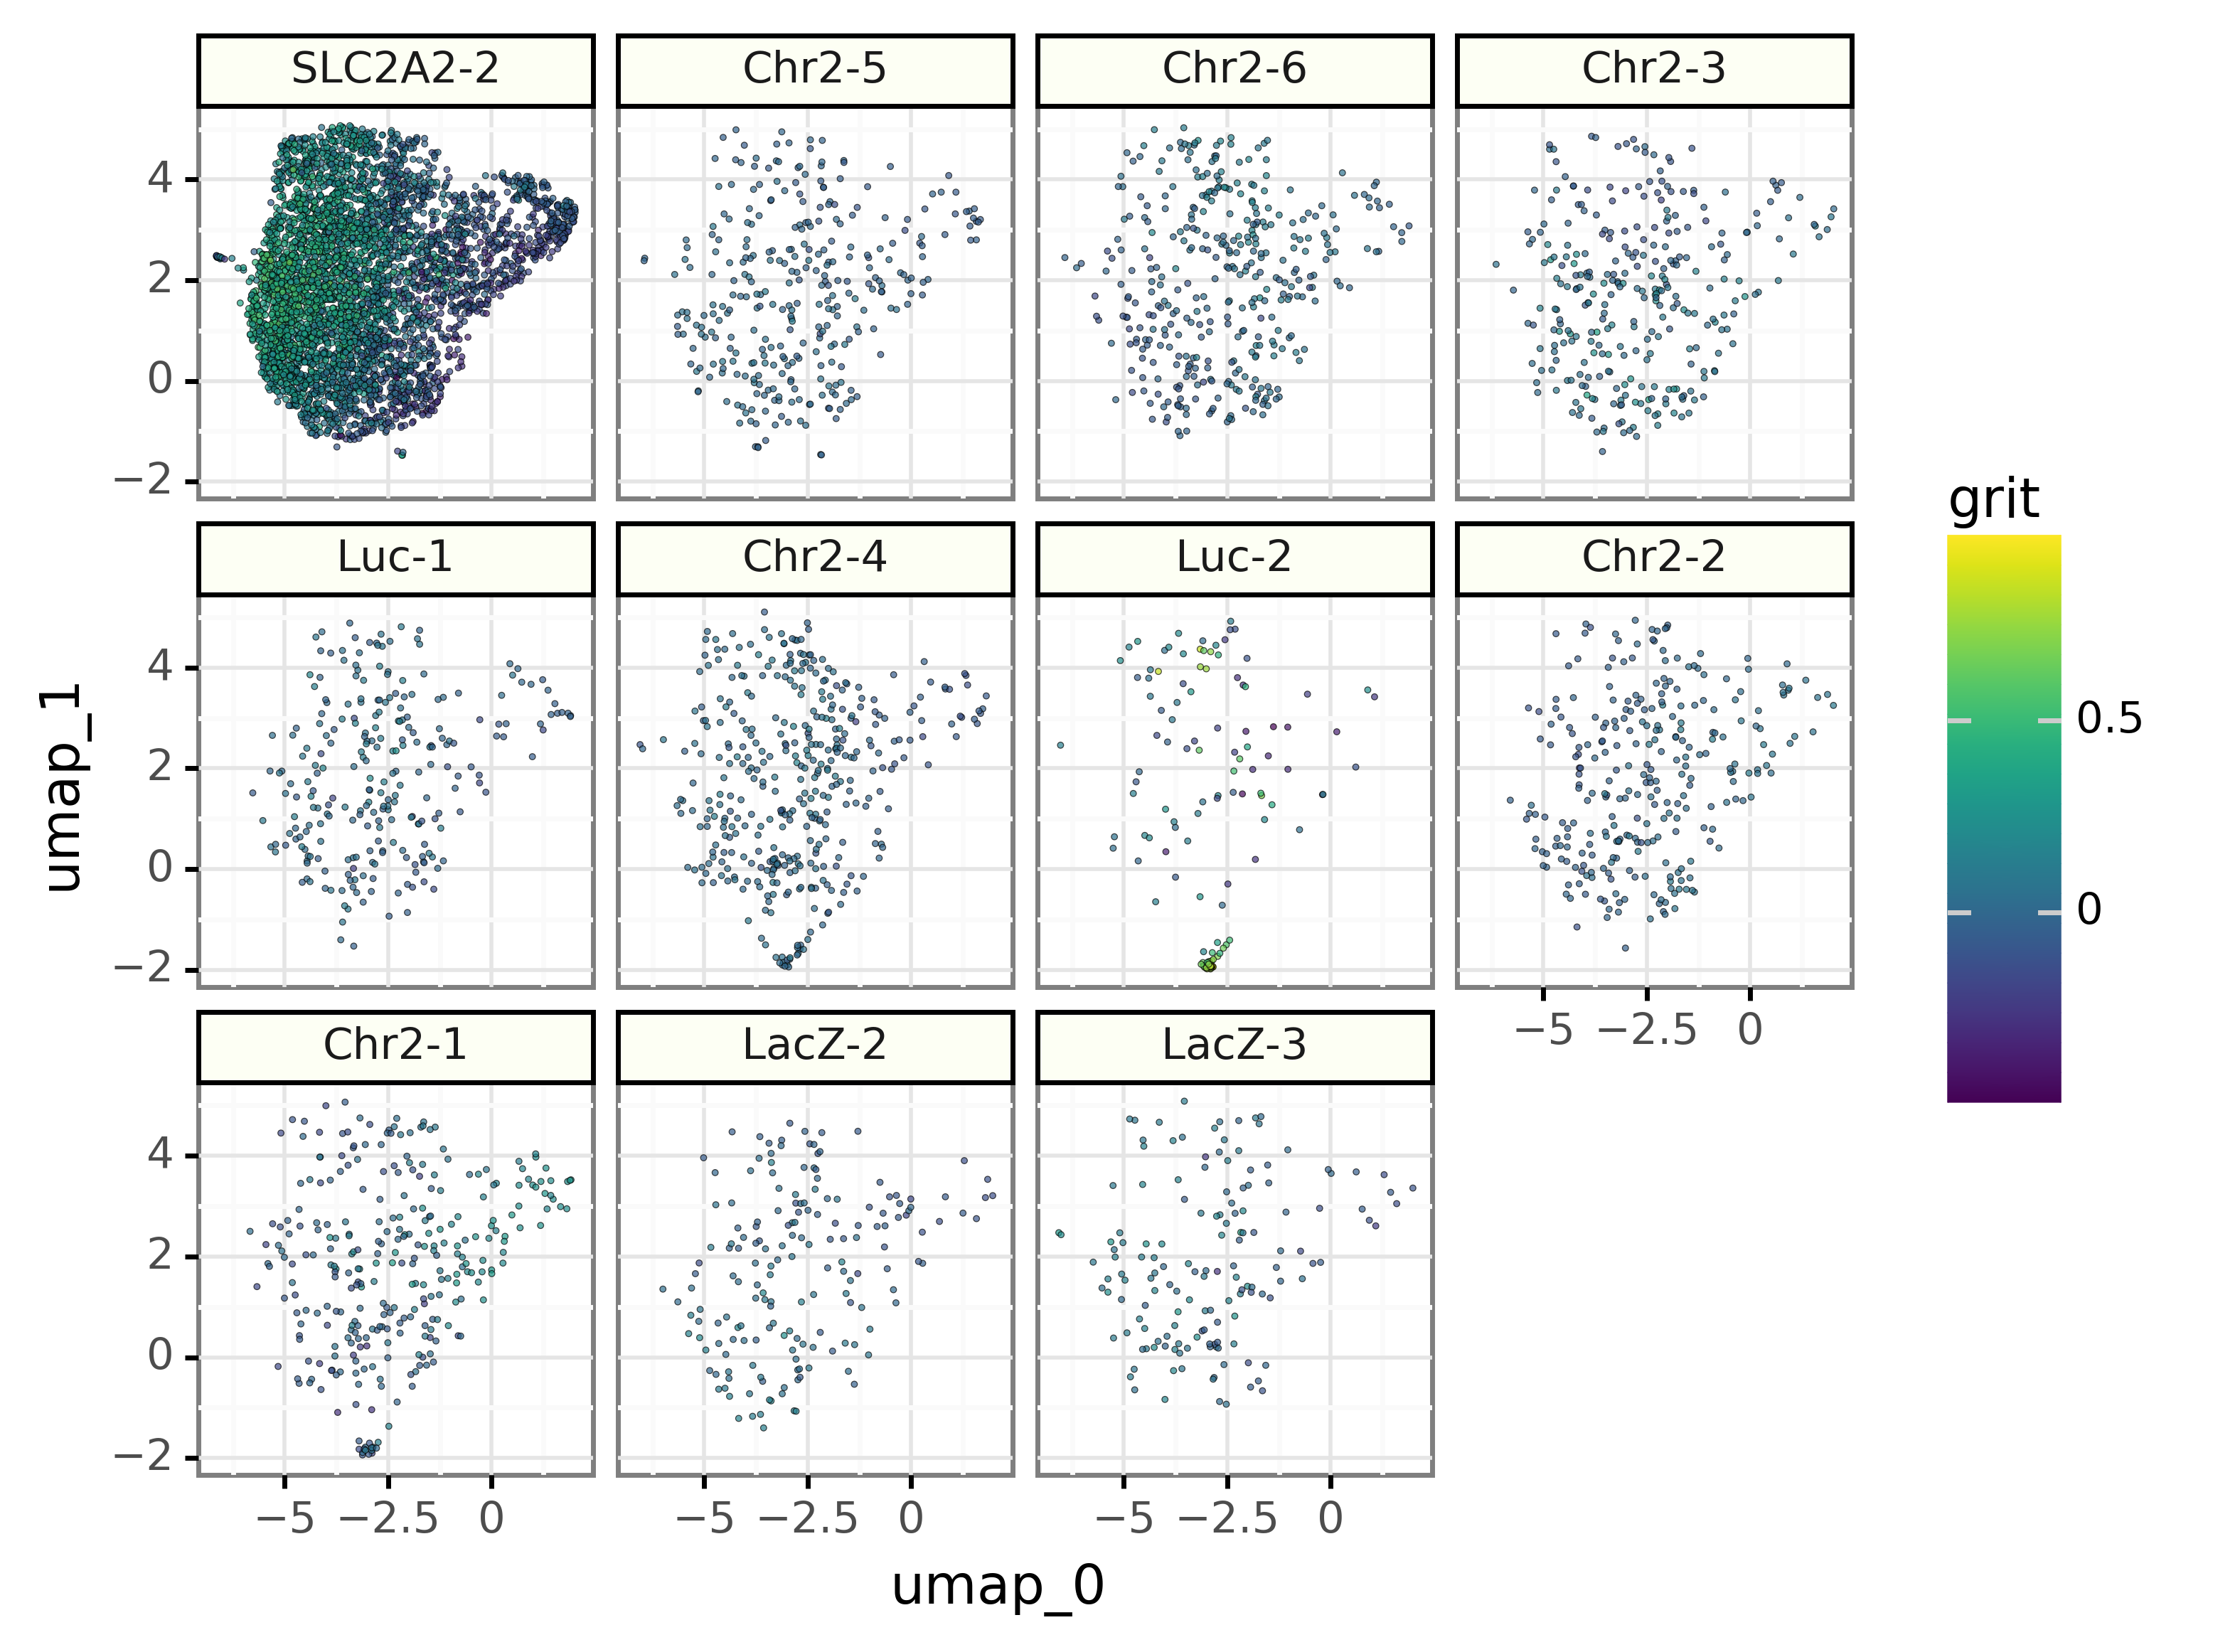 SLC2A2-2 Chr2-5 Chr2-6 Chr2-3
4
2
0
−2
Luc-1 Chr2-4 Luc-2 Chr2-2
4
2
0
−2
−5 −2.5 0
Chr2-1 LacZ-2 LacZ-3
4
2
0
−2
−5 −2.5 0 −5 −2.5 0 −5 −2.5 0
umap_0
umap_1
grit
0.5
0